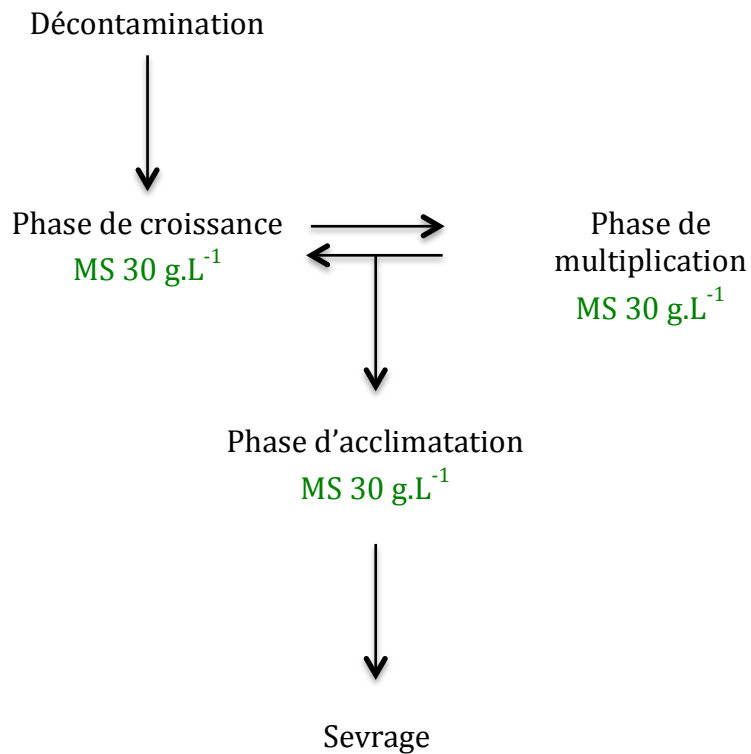 Décontamination
Phase de croissance
MS 30 g.L⁻¹
Phase de
multiplication
MS 30 g.L⁻¹
Phase d’acclimatation
MS 30 g.L⁻¹
Sevrage